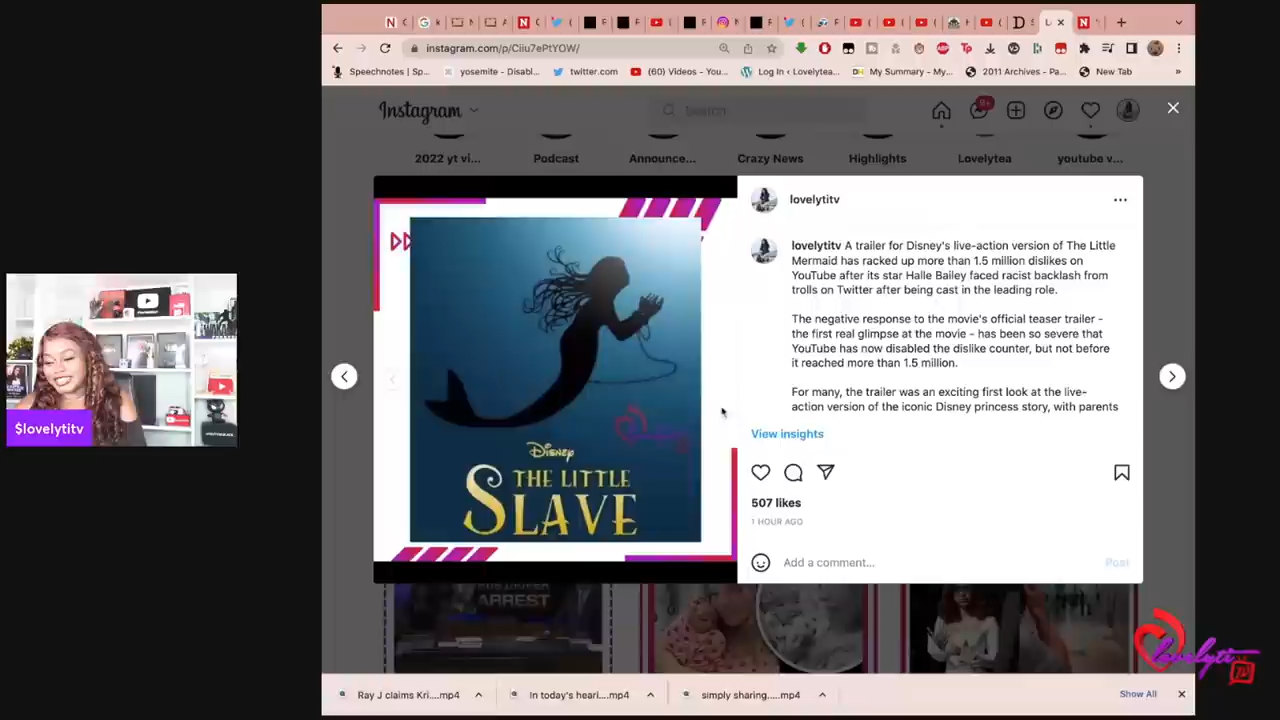 instagram.com/p/Ciiu7ePtYOW/
Speechnotes | Sp...
yosemite - Disabl...
twitter.com
(60) Videos - You...
Log In ‹ Lovelytea...
My Summary - My...
2011 Archives - Pa...
New Tab
»
Instagram
Search
9+
2022 yt vi...
Podcast
Announce...
Crazy News
Highlights
Lovelytea
youtube v...
lovelytitv
lovelytitv A trailer for Disney's live-action version of The Little
Mermaid has racked up more than 1.5 million dislikes on
YouTube after its star Halle Bailey faced racist backlash from
trolls on Twitter after being cast in the leading role.
The negative response to the movie's official teaser trailer -
the first real glimpse at the movie - has been so severe that
YouTube has now disabled the dislike counter, but not before
it reached more than 1.5 million.
For many, the trailer was an exciting first look at the live-
action version of the iconic Disney princess story, with parents
View insights
507 likes
1 HOUR AGO
Add a comment...
Post
DISNEY
THE LITTLE
SLAVE
$lovelytitv
ARREST
lovelyti
TV
Ray J claims Kri....mp4
In today's heari....mp4
simply sharing.....mp4
Show All